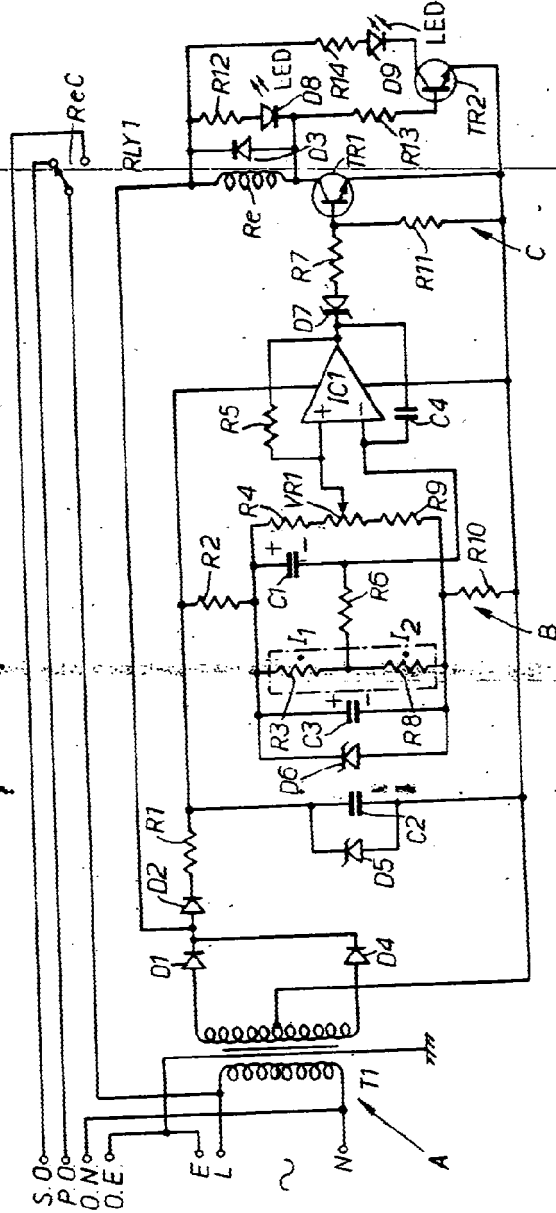 S.O.
P.O.
O.N.
O.E.
E
L
N
A
T1
D1
D4
D2
R1
D5
C2
D6
C3
R3
I1
R8
I2
R2
C1
+
-
+
-
R6
R4
VR1
R9
R10
B
R5
+
-
IC1
C4
D7
R7
R11
C
Re
RLY1
ReC
D3
TR1
R12
LED
D8
R13
R14
LED
D9
TR2